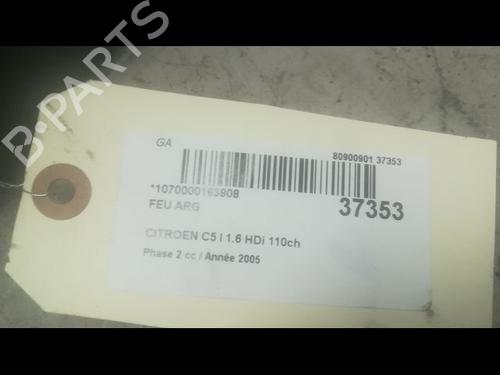 B-PARTS
GA
80900901 37353
*1070000163908
FEU ARG
37353
CITROEN C5 I 1.6 HDi 110ch
Phase 2 cc / Année 2005